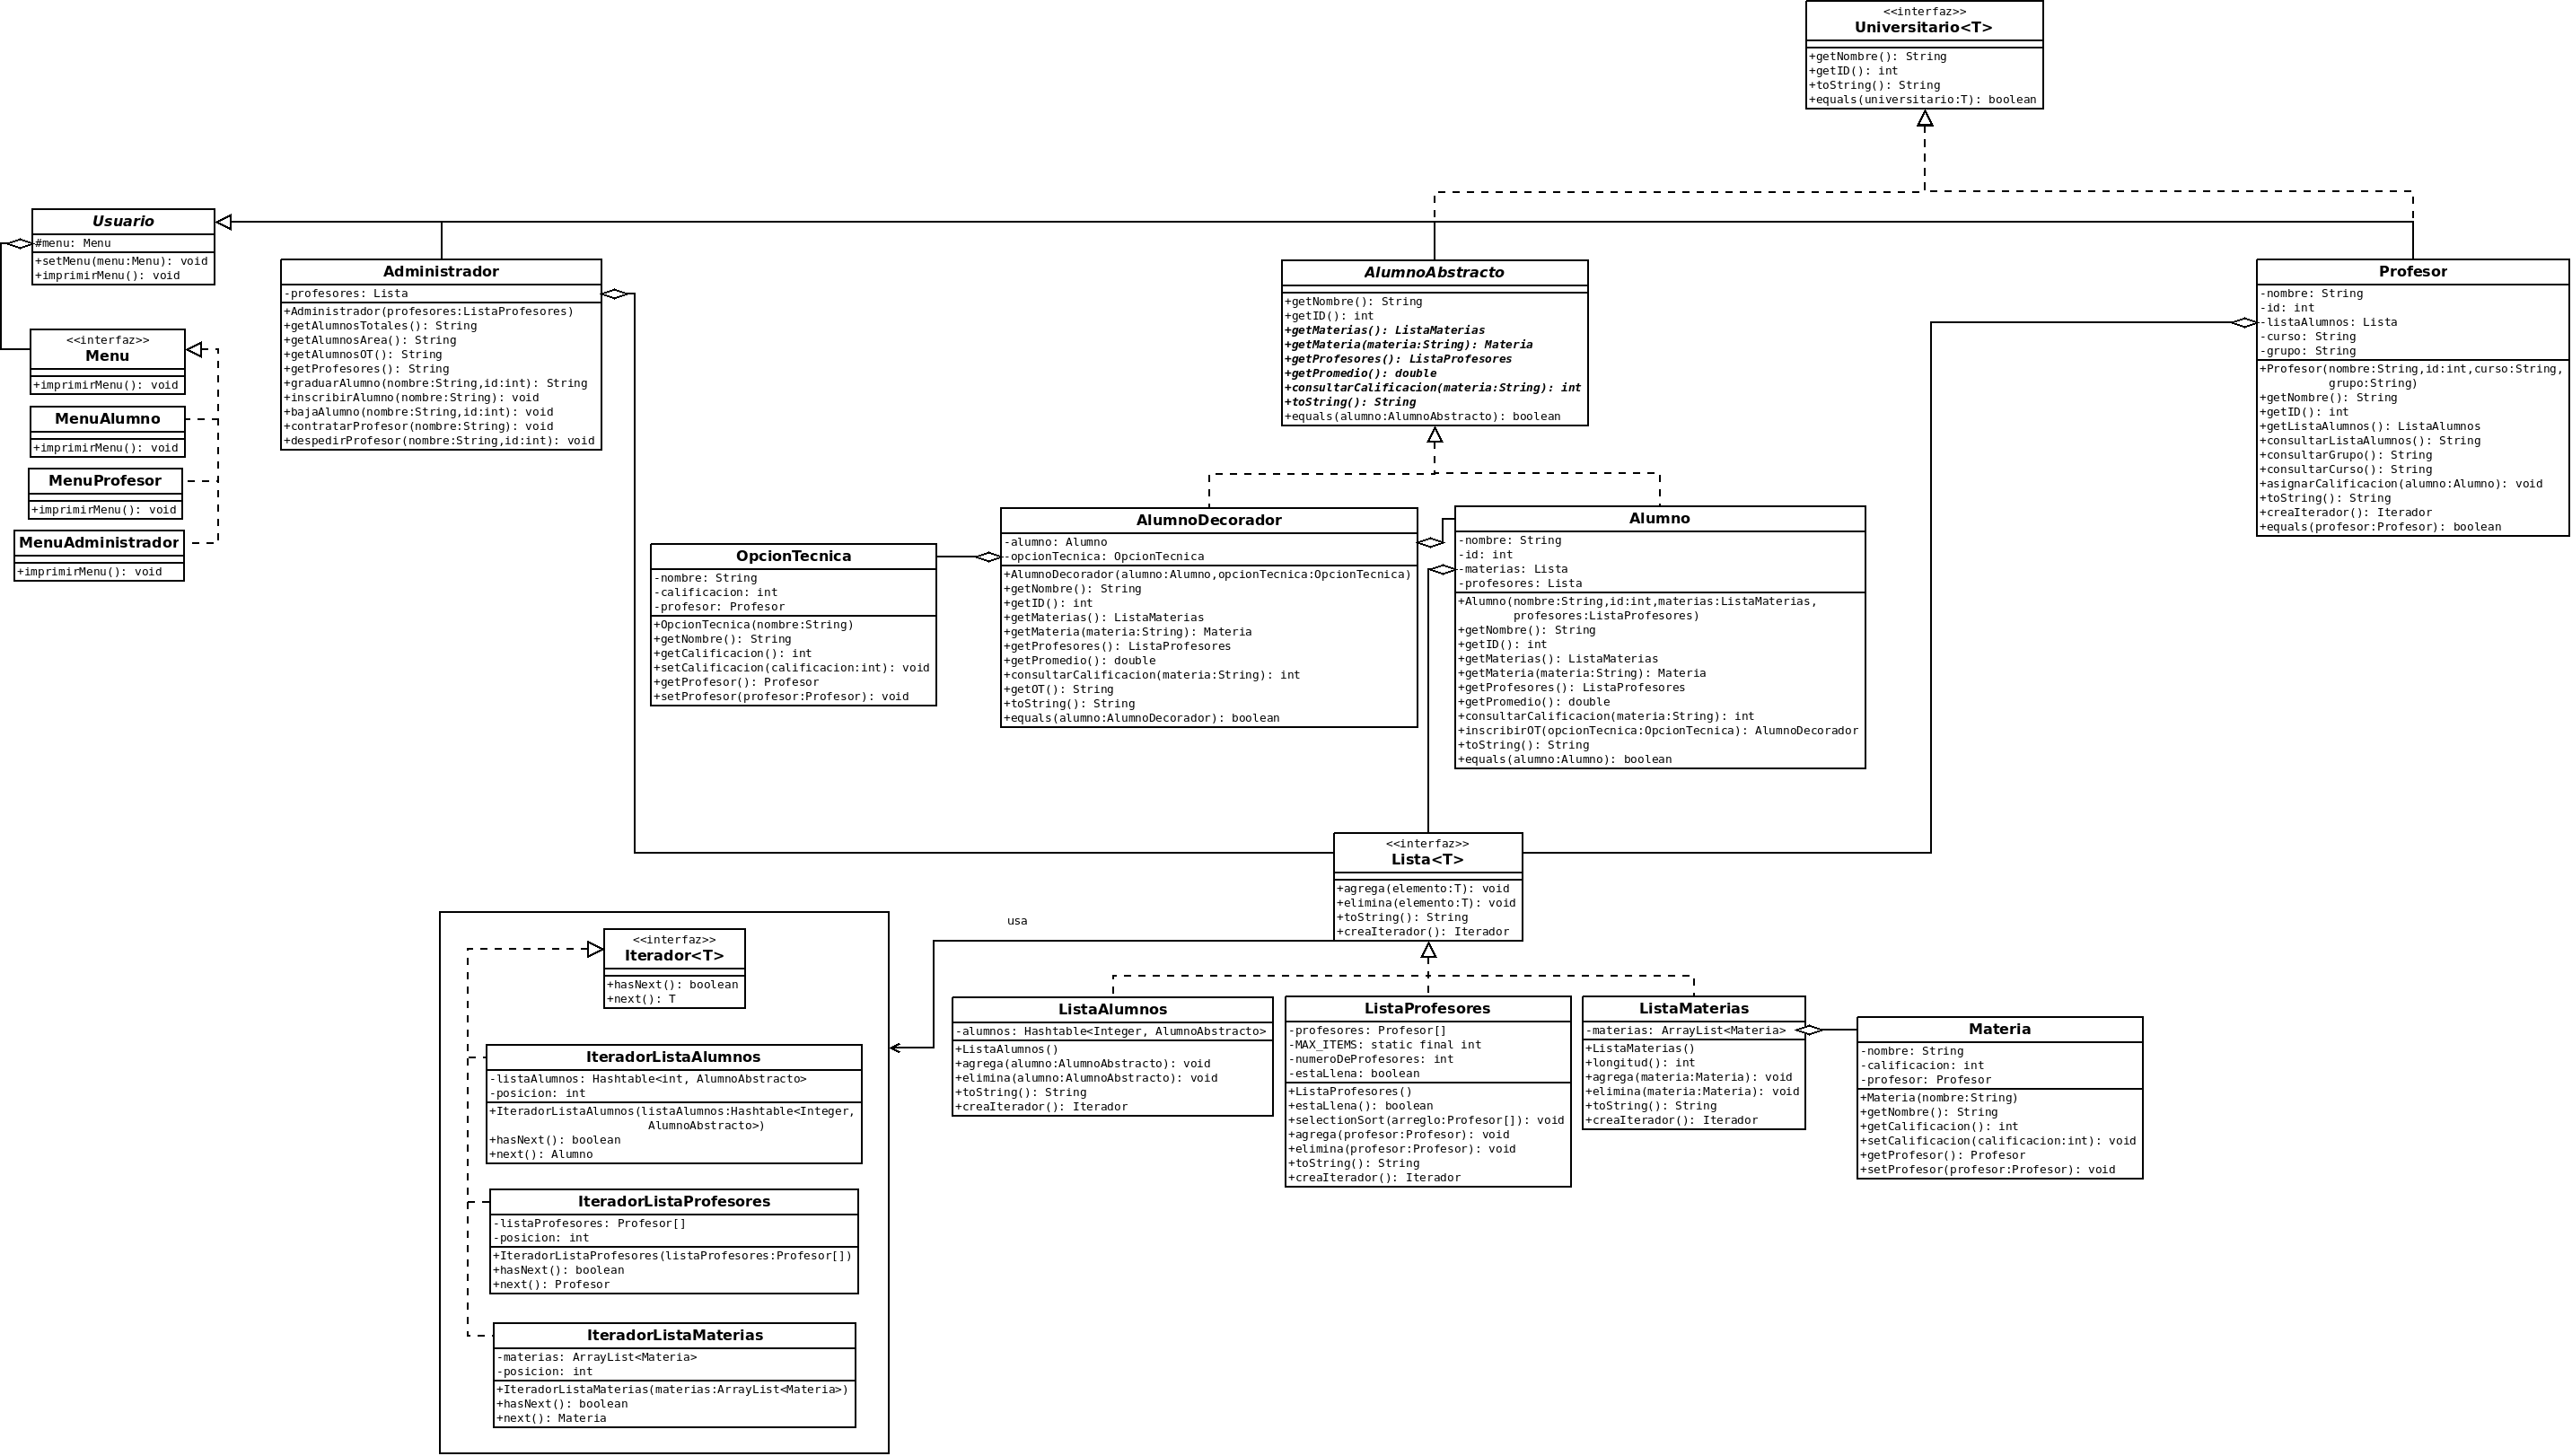 <<interfaz>>
Universitario<T>
+getNombre(): String
+getID(): int
+toString(): String
+equals(universitario:T): boolean
Usuario
#menu: Menu
+setMenu(menu:Menu): void
+imprimirMenu(): void
<<interfaz>>
Menu
+imprimirMenu(): void
MenuAlumno
+imprimirMenu(): void
MenuProfesor
+imprimirMenu(): void
MenuAdministrador
+imprimirMenu(): void
Administrador
-profesores: Lista
+Administrador(profesores:ListaProfesores)
+getAlumnosTotales(): String
+getAlumnosArea(): String
+getAlumnosOT(): String
+getProfesores(): String
+graduarAlumno(nombre:String,id:int): String
+inscribirAlumno(nombre:String): void
+bajaAlumno(nombre:String,id:int): void
+contratarProfesor(nombre:String): void
+despedirProfesor(nombre:String,id:int): void
AlumnoAbstracto
+getNombre(): String
+getID(): int
+getMaterias(): ListaMaterias
+getMateria(materia:String): Materia
+getProfesores(): ListaProfesores
+getPromedio(): double
+consultarCalificacion(materia:String): int
+toString(): String
+equals(alumno:AlumnoAbstracto): boolean
Profesor
-nombre: String
-id: int
-listaAlumnos: Lista
-curso: String
-grupo: String
+Profesor(nombre:String,id:int,curso:String,
grupo:String)
+getNombre(): String
+getID(): int
+getListaAlumnos(): ListaAlumnos
+consultarListaAlumnos(): String
+consultarGrupo(): String
+consultarCurso(): String
+asignarCalificacion(alumno:Alumno): void
+toString(): String
+creaIterador(): Iterador
+equals(profesor:Profesor): boolean
OpcionTecnica
-nombre: String
-calificacion: int
-profesor: Profesor
+OpcionTecnica(nombre:String)
+getNombre(): String
+getCalificacion(): int
+setCalificacion(calificacion:int): void
+getProfesor(): Profesor
+setProfesor(profesor:Profesor): void
AlumnoDecorador
-alumno: Alumno
-opcionTecnica: OpcionTecnica
+AlumnoDecorador(alumno:Alumno,opcionTecnica:OpcionTecnica)
+getNombre(): String
+getID(): int
+getMaterias(): ListaMaterias
+getMateria(materia:String): Materia
+getProfesores(): ListaProfesores
+getPromedio(): double
+consultarCalificacion(materia:String): int
+getOT(): String
+toString(): String
+equals(alumno:AlumnoDecorador): boolean
Alumno
-nombre: String
-id: int
-materias: Lista
-profesores: Lista
+Alumno(nombre:String,id:int,materias:ListaMaterias,
profesores:ListaProfesores)
+getNombre(): String
+getID(): int
+getMaterias(): ListaMaterias
+getMateria(materia:String): Materia
+getProfesores(): ListaProfesores
+getPromedio(): double
+consultarCalificacion(materia:String): int
+inscribirOT(opcionTecnica:OpcionTecnica): AlumnoDecorador
+toString(): String
+equals(alumno:Alumno): boolean
<<interfaz>>
Lista<T>
+agrega(elemento:T): void
+elimina(elemento:T): void
+toString(): String
+creaIterador(): Iterador
usa
<<interfaz>>
Iterador<T>
+hasNext(): boolean
+next(): T
IteradorListaAlumnos
-listaAlumnos: Hashtable<int, AlumnoAbstracto>
-posicion: int
+IteradorListaAlumnos(listaAlumnos:Hashtable<Integer,
AlumnoAbstracto>)
+hasNext(): boolean
+next(): Alumno
IteradorListaProfesores
-listaProfesores: Profesor[]
-posicion: int
+IteradorListaProfesores(listaProfesores:Profesor[])
+hasNext(): boolean
+next(): Profesor
IteradorListaMaterias
-materias: ArrayList<Materia>
-posicion: int
+IteradorListaMaterias(materias:ArrayList<Materia>)
+hasNext(): boolean
+next(): Materia
ListaAlumnos
-alumnos: Hashtable<Integer, AlumnoAbstracto>
+ListaAlumnos()
+agrega(alumno:AlumnoAbstracto): void
+elimina(alumno:AlumnoAbstracto): void
+toString(): String
+creaIterador(): Iterador
ListaProfesores
-profesores: Profesor[]
-MAX_ITEMS: static final int
-numeroDeProfesores: int
-estaLlena: boolean
+ListaProfesores()
+estaLlena(): boolean
+selectionSort(arreglo:Profesor[]): void
+agrega(profesor:Profesor): void
+elimina(profesor:Profesor): void
+toString(): String
+creaIterador(): Iterador
ListaMaterias
-materias: ArrayList<Materia>
+ListaMaterias()
+longitud(): int
+agrega(materia:Materia): void
+elimina(materia:Materia): void
+toString(): String
+creaIterador(): Iterador
Materia
-nombre: String
-calificacion: int
-profesor: Profesor
+Materia(nombre:String)
+getNombre(): String
+getCalificacion(): int
+setCalificacion(calificacion:int): void
+getProfesor(): Profesor
+setProfesor(profesor:Profesor): void